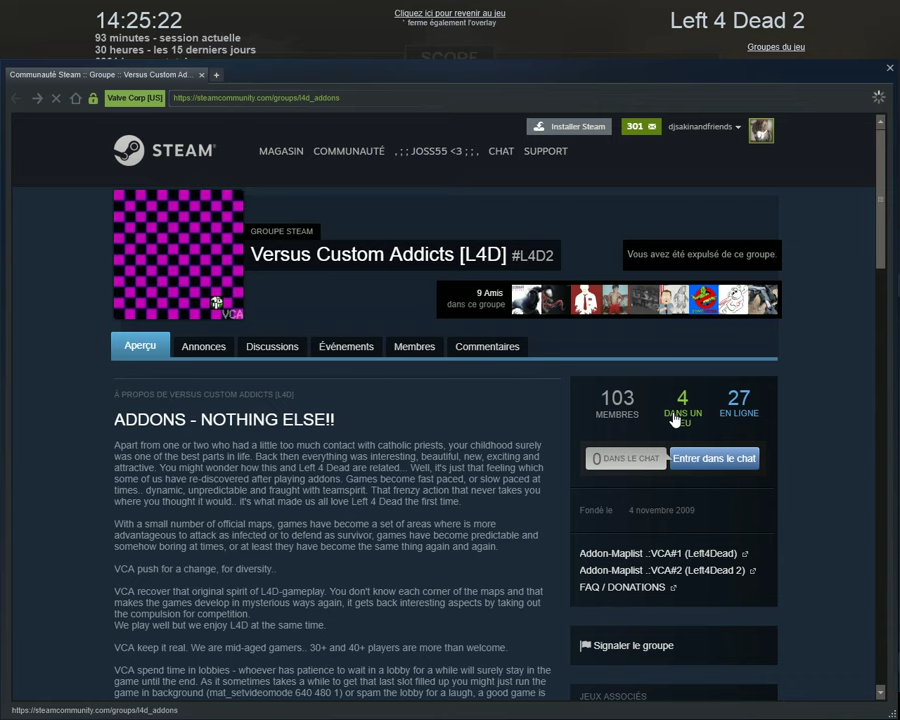 14:25:22
93 minutes - session actuelle
30 heures - les 15 derniers jours
Cliquez ici pour revenir au jeu
* ferme également l'overlay
Left 4 Dead 2
Groupes du jeu
SCORE
Communauté Steam :: Groupe :: Versus Custom Ad...
Valve Corp [US]
https://steamcommunity.com/groups/l4d_addons
Installer Steam
301
djsakinandfriends
STEAM
MAGASIN
COMMUNAUTÉ
, ; ; JOSS55 <3 ; ; ,
CHAT
SUPPORT
GROUPE STEAM
Versus Custom Addicts [L4D] #L4D2
Vous avez été expulsé de ce groupe.
9 Amis
dans ce groupe
VCA
Aperçu
Annonces
Discussions
Événements
Membres
Commentaires
À PROPOS DE VERSUS CUSTOM ADDICTS [L4D]
ADDONS - NOTHING ELSE!!
Apart from one or two who had a little too much contact with catholic priests, your childhood surely
was one of the best parts in life. Back then everything was interesting, beautiful, new, exciting and
attractive. You might wonder how this and Left 4 Dead are related... Well, it's just that feeling which
some of us have re-discovered after playing addons. Games become fast paced, or slow paced at
times.. dynamic, unpredictable and fraught with teamspirit. That frenzy action that never takes you
where you thought it would.. it's what made us all love Left 4 Dead the first time.
With a small number of official maps, games have become a set of areas where is more
advantageous to attack as infected or to defend as survivor, games have become predictable and
somehow boring at times, or at least they have become the same thing again and again.
VCA push for a change, for diversity..
VCA recover that original spirit of L4D-gameplay. You don't know each corner of the maps and that
makes the games develop in mysterious ways again, it gets back interesting aspects by taking out
the compulsion for competition.
We play well but we enjoy L4D at the same time.
VCA keep it real. We are mid-aged gamers.. 30+ and 40+ players are more than welcome.
VCA spend time in lobbies - whoever has patience to wait in a lobby for a while will surely stay in the
game until the end. As it sometimes takes a while to get that last slot filled up you might just run the
game in background (mat_setvideomode 640 480 1) or spam the lobby for a laugh, a good game is
103
MEMBRES
4
DANS UN
JEU
27
EN LIGNE
0 DANS LE CHAT
Entrer dans le chat
Fondé le 4 novembre 2009
Addon-Maplist .:VCA#1 (Left4Dead)
Addon-Maplist .:VCA#2 (Left4Dead 2)
FAQ / DONATIONS
Signaler le groupe
JEUX ASSOCIÉS
https://steamcommunity.com/groups/l4d_addons